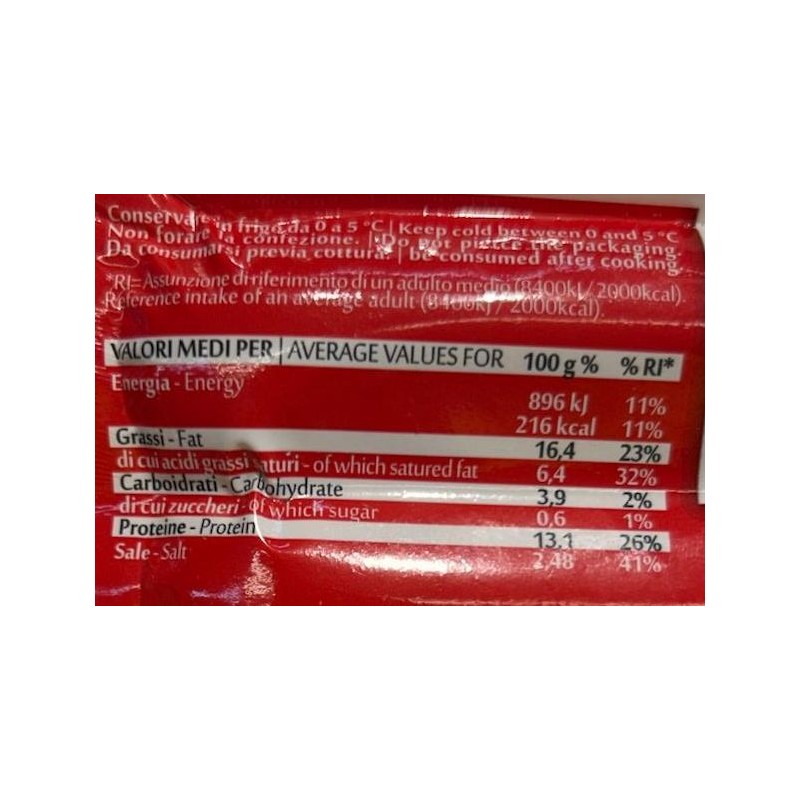 Conservare in frigo da 0 a 5 °C | Keep cold between 0 and 5 °C
Non forare la confezione. | Do not pierce the packaging.
Da consumarsi previa cottura | be consumed after cooking
*RI= Assunzione di riferimento di un adulto medio (8400kJ / 2000kcal).
Reference intake of an average adult (8400kJ / 2000kcal).
VALORI MEDI PER | AVERAGE VALUES FOR 100 g % % RI*
Energia - Energy
896 kJ 11%
216 kcal 11%
Grassi - Fat 16,4 23%
di cui acidi grassi saturi - of which satured fat 6,4 32%
Carboidrati - Carbohydrate 3,9 2%
di cui zuccheri - of which sugar 0,6 1%
Proteine - Protein 13,1 26%
Sale - Salt 2,48 41%